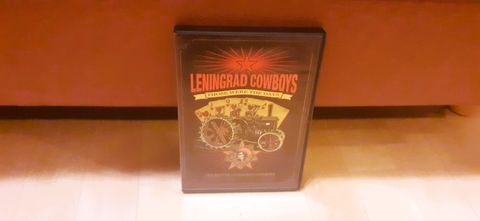 LENINGRAD COWBOYS
THOSE WERE THE DAYS